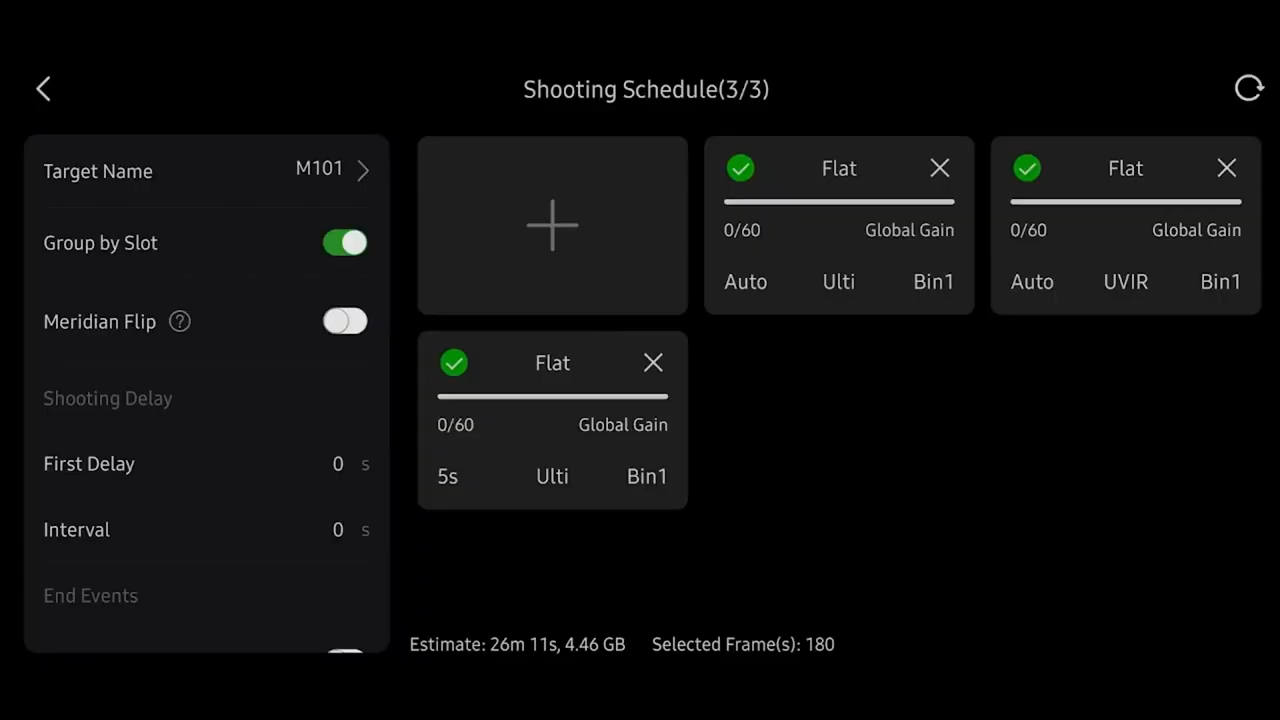 Shooting Schedule(3/3)
Target Name M101
Group by Slot
Meridian Flip ?
Shooting Delay
First Delay 0 s
Interval 0 s
End Events
Flat
0/60 Global Gain
Auto Ulti Bin1
Flat
0/60 Global Gain
Auto UVIR Bin1
Flat
0/60 Global Gain
5s Ulti Bin1
Estimate: 26m 11s, 4.46 GB Selected Frame(s): 180